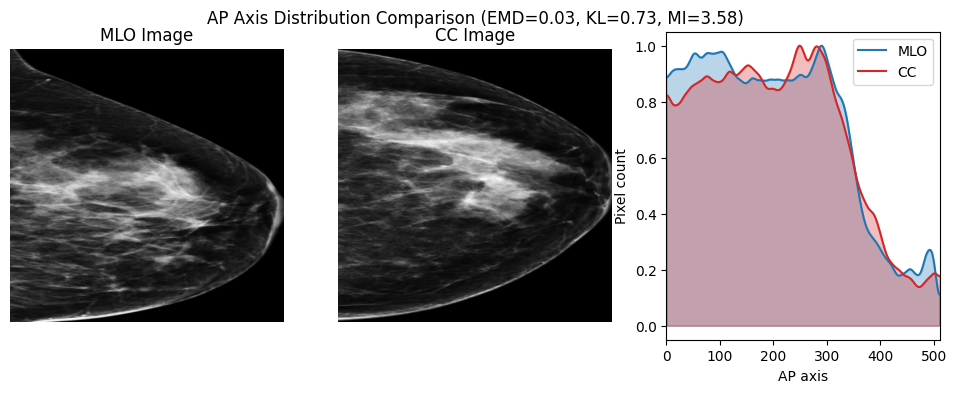 AP Axis Distribution Comparison (EMD=0.03, KL=0.73, MI=3.58)
MLO Image
CC Image
MLO
CC
Pixel count
1.0
0.8
0.6
0.4
0.2
0.0
0 100 200 300 400 500
AP axis